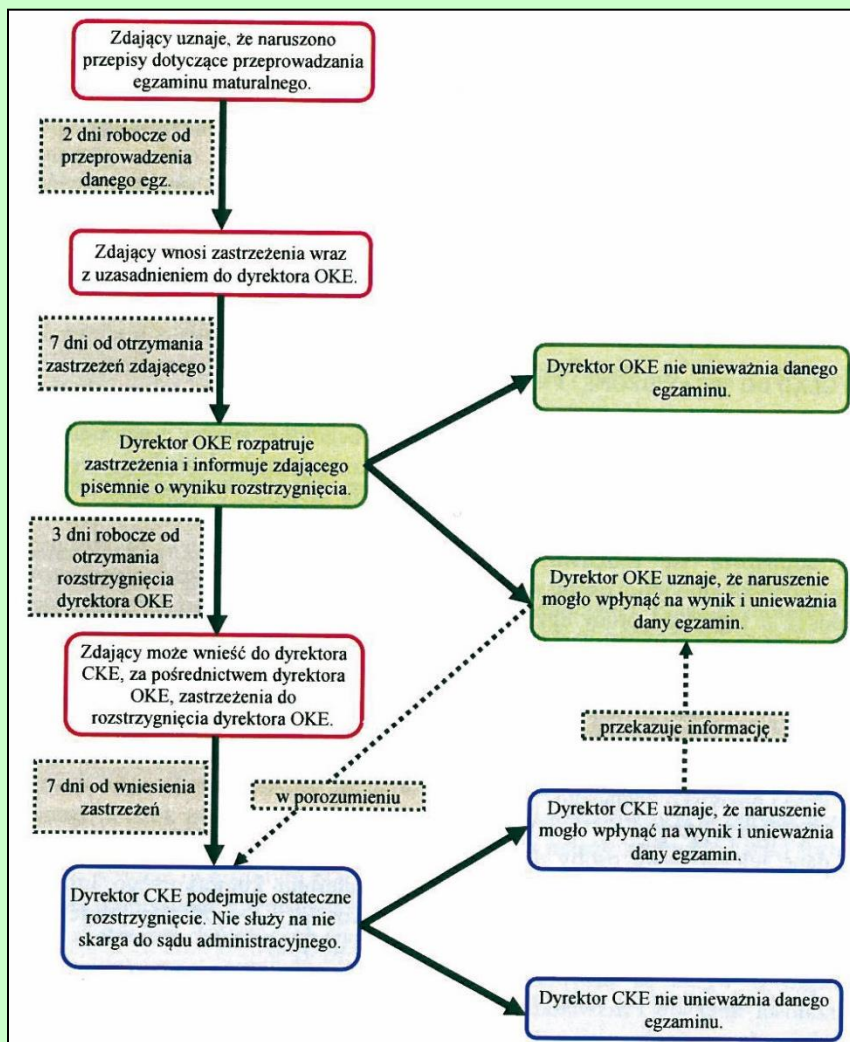 Zdający uznaje, że naruszono
przepisy dotyczące przeprowadzania
egzaminu maturalnego.
2 dni robocze od
przeprowadzenia
danego egz.
Zdający wnosi zastrzeżenia wraz
z uzasadnieniem do dyrektora OKE.
7 dni od otrzymania
zastrzeżeń zdającego
Dyrektor OKE nie unieważnia danego
egzaminu.
Dyrektor OKE rozpatruje
zastrzeżenia i informuje zdającego
pisemnie o wyniku rozstrzygnięcia.
3 dni robocze od
otrzymania
rozstrzygnięcia
dyrektora OKE
Dyrektor OKE uznaje, że naruszenie
mogło wpłynąć na wynik i unieważnia
dany egzamin.
Zdający może wnieść do dyrektora
CKE, za pośrednictwem dyrektora
OKE, zastrzeżenia do
rozstrzygnięcia dyrektora OKE.
przekazuje informację
7 dni od wniesienia
zastrzeżeń
w porozumieniu
Dyrektor CKE uznaje, że naruszenie
mogło wpłynąć na wynik i unieważnia
dany egzamin.
Dyrektor CKE podejmuje ostateczne
rozstrzygnięcie. Nie służy na nie
skarga do sądu administracyjnego.
Dyrektor CKE nie unieważnia danego
egzaminu.